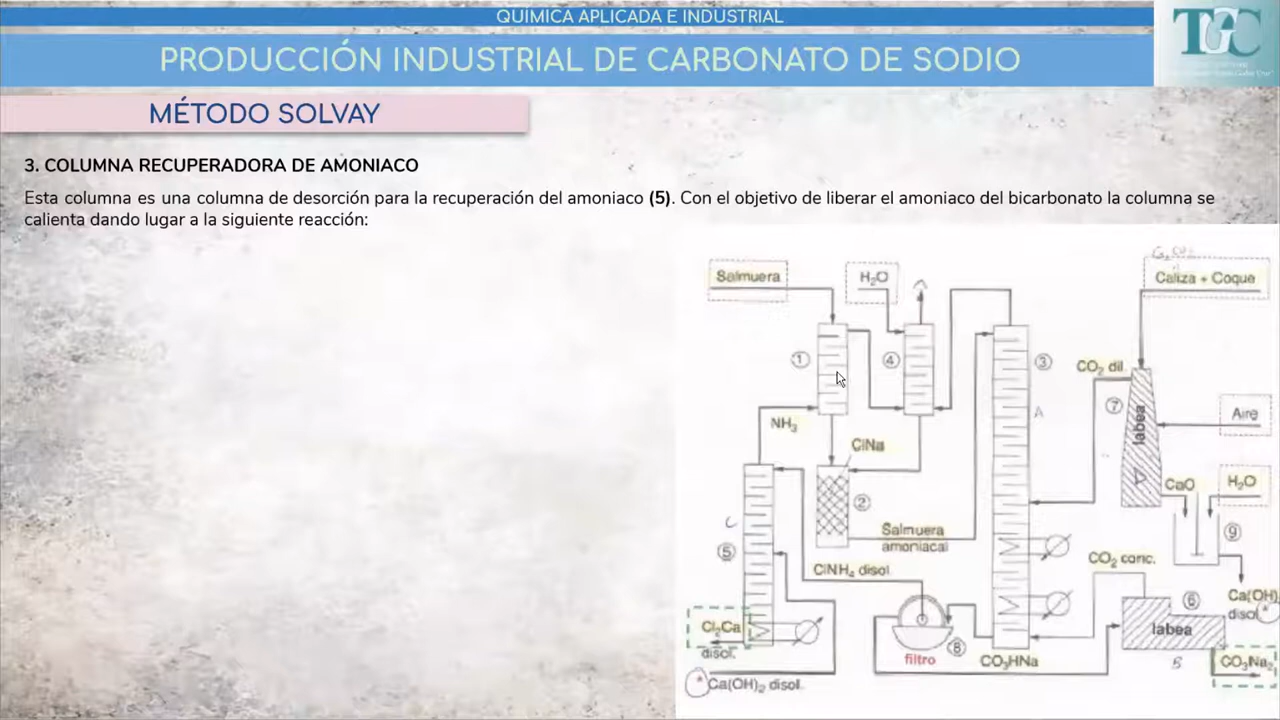 QUÍMICA APLICADA E INDUSTRIAL
PRODUCCIÓN INDUSTRIAL DE CARBONATO DE SODIO
TGC
MÉTODO SOLVAY
3. COLUMNA RECUPERADORA DE AMONIACO
Esta columna es una columna de desorción para la recuperación del amoniaco (5). Con el objetivo de liberar el amoniaco del bicarbonato la columna se
calienta dando lugar a la siguiente reacción:
Salmuera
H₂O
Caliza + Coque
①
④
③
CO₂ dil.
⑦
labea
Aire
A
NH₃
ClNa
CaO
H₂O
②
⑨
Salmuera
amoniacal
C
⑤
ClNH₄ disol.
CO₂ conc.
⑥
Ca(OH)
disol *
Cl₂Ca
disol.
labea
filtro
⑧
CO₃HNa
B
CO₃Na₂
* Ca(OH)₂ disol.